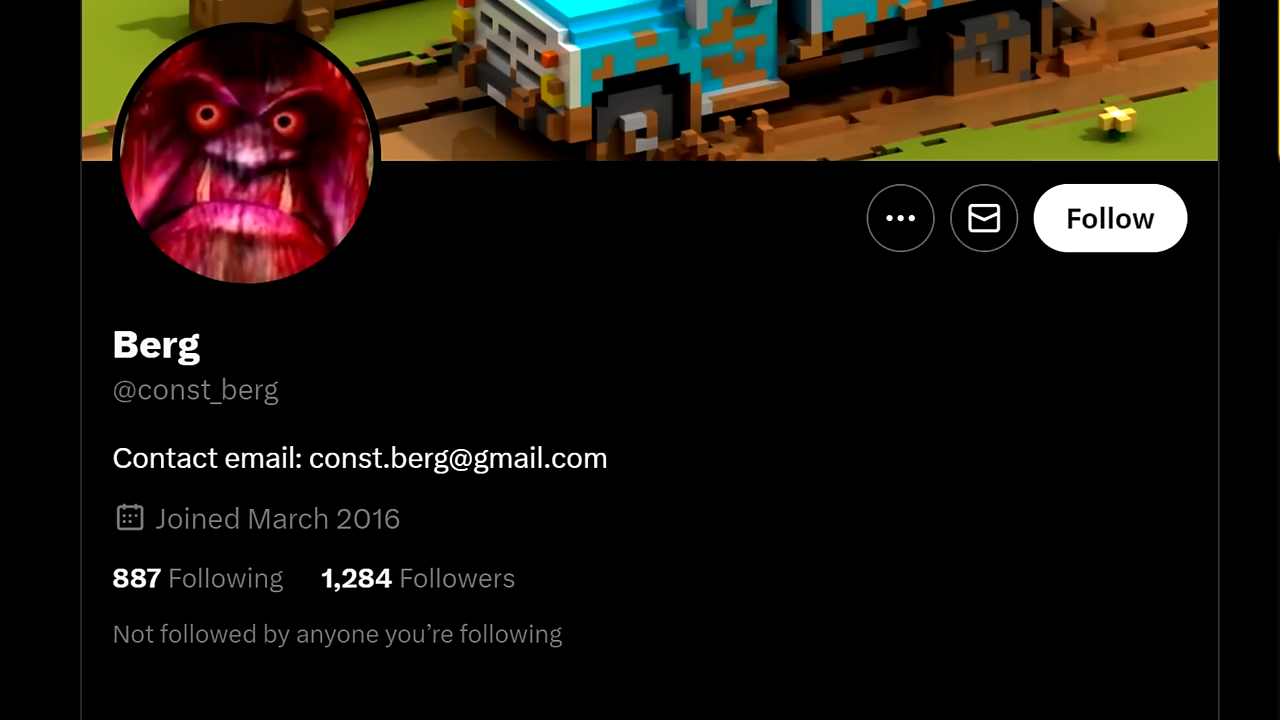 Follow
Berg
@const_berg
Contact email: const.berg@gmail.com
Joined March 2016
887 Following 1,284 Followers
Not followed by anyone you’re following